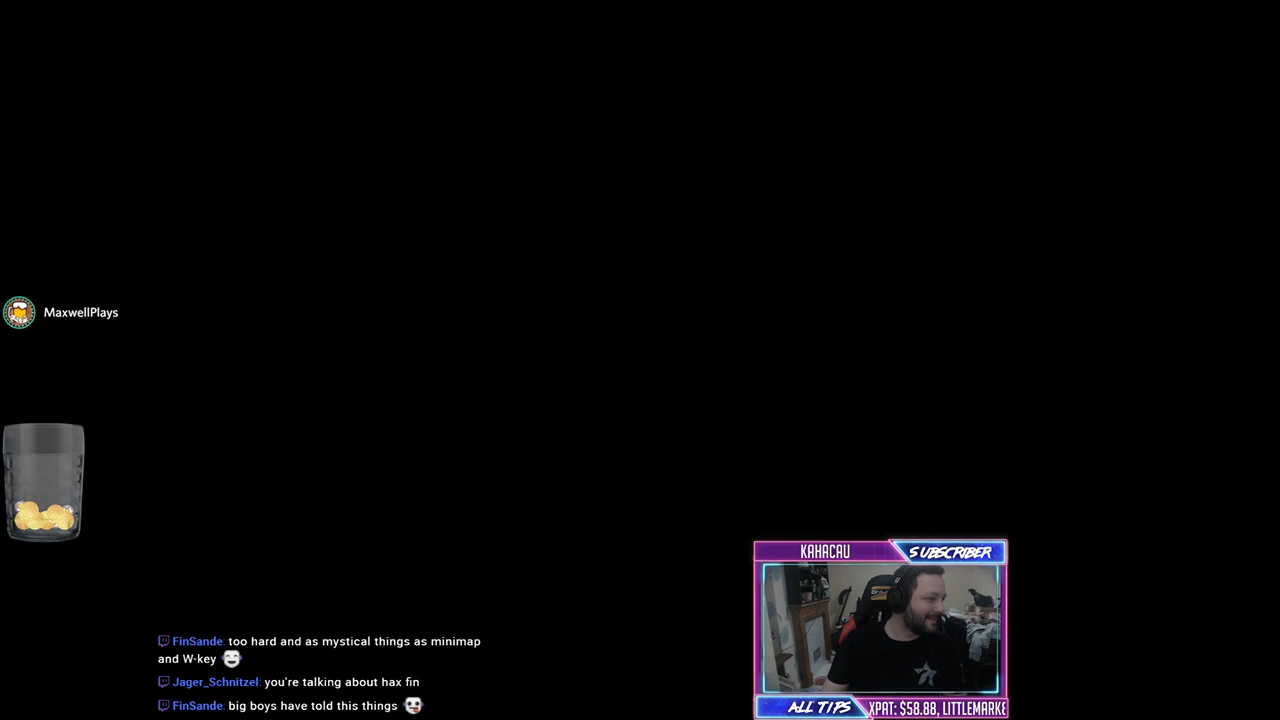 MaxwellPlays
KAHACAU
SUBSCRIBER
FinSande: too hard and as mystical things as minimap
and W-key
Jager_Schnitzel: you're talking about hax fin
FinSande: big boys have told this things
ALL TIPS
XPAT: $58.88, LITTLEMARKE